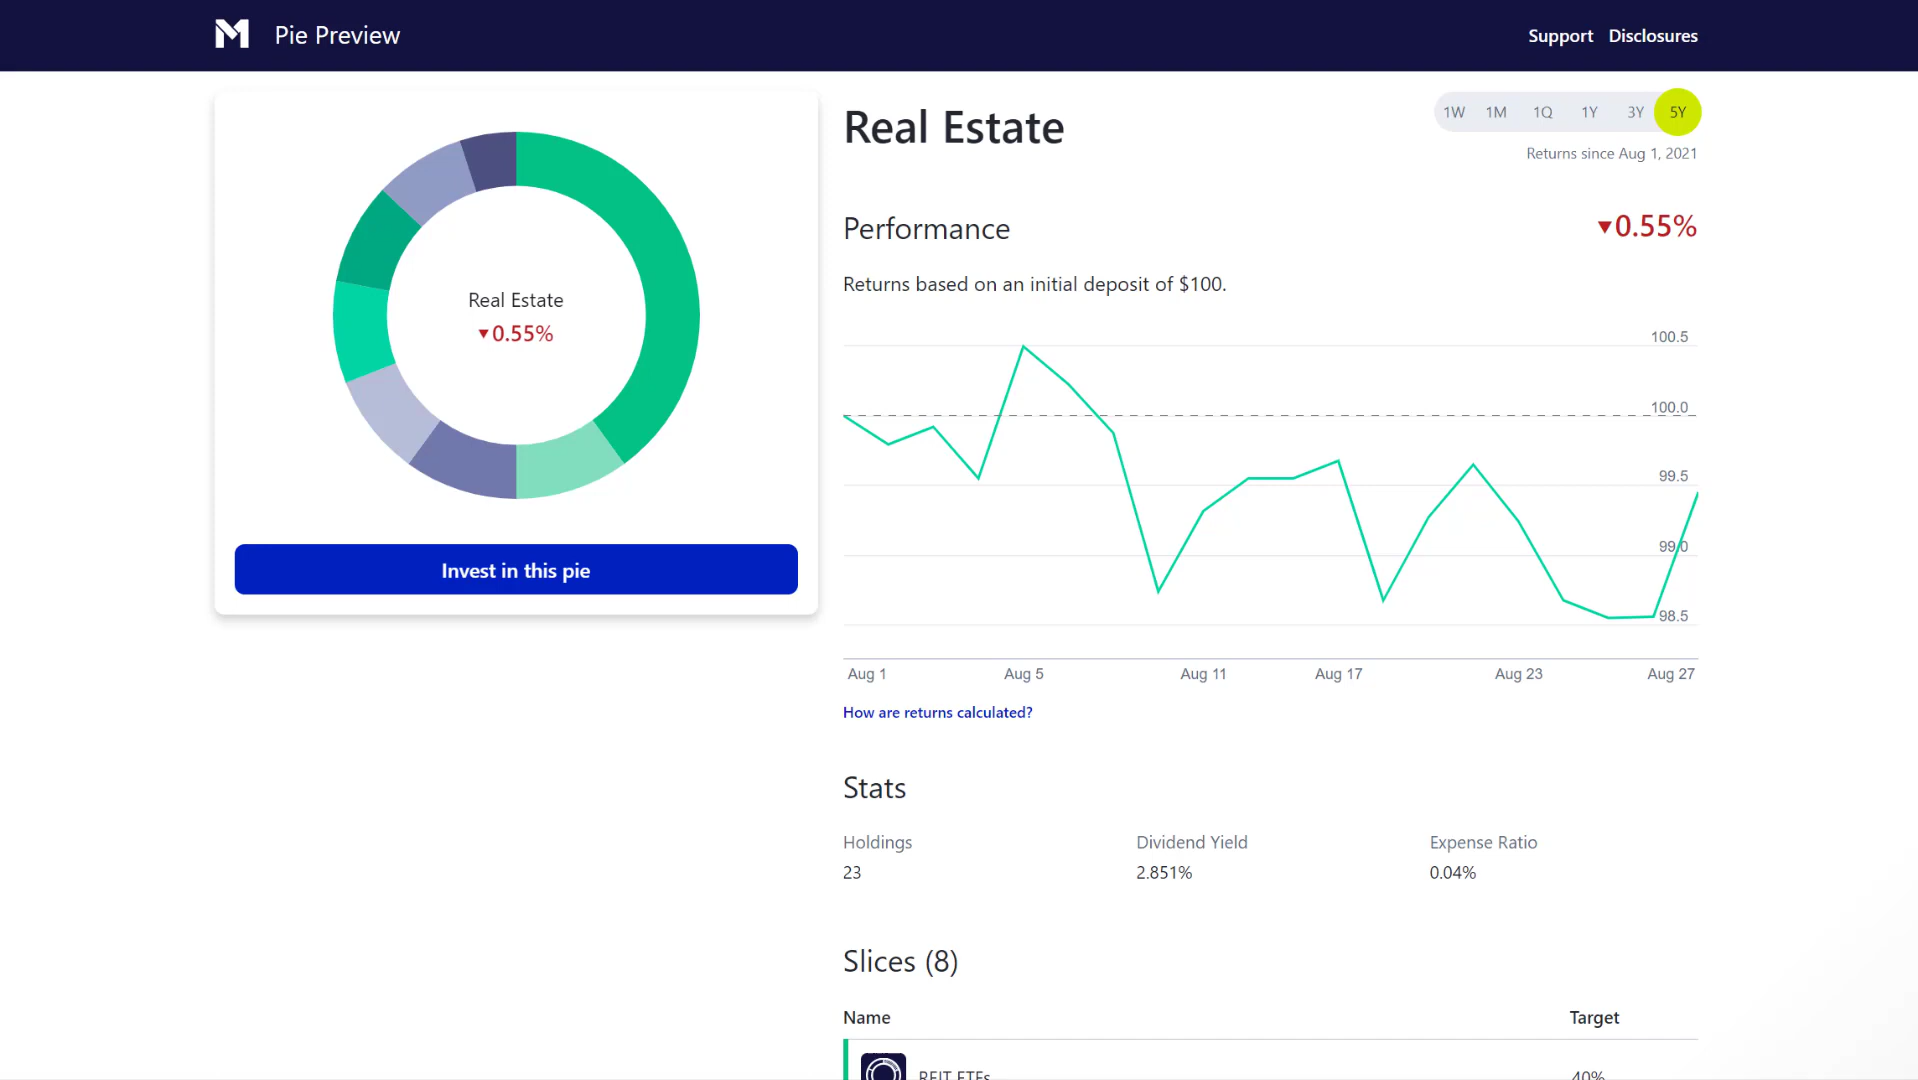 Pie Preview
Support Disclosures
Real Estate
▼0.55%
Invest in this pie
Real Estate
1W 1M 1Q 1Y 3Y 5Y
Returns since Aug 1, 2021
Performance
▼0.55%
Returns based on an initial deposit of $100.
100.5
100.0
99.5
99.0
98.5
Aug 1 Aug 5 Aug 11 Aug 17 Aug 23 Aug 27
How are returns calculated?
Stats
Holdings Dividend Yield Expense Ratio
23 2.851% 0.04%
Slices (8)
Name Target
REIT ETFs 40%